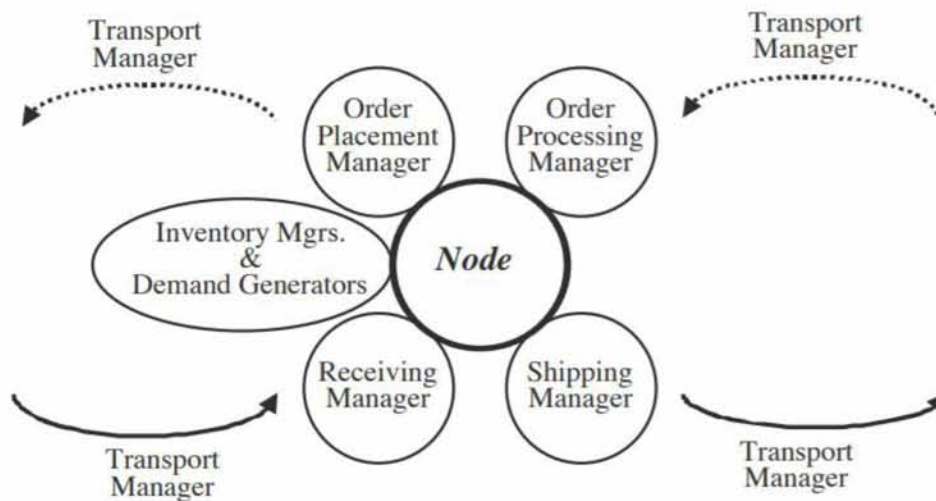 Transport
Manager
Transport
Manager
Order
Placement
Manager
Order
Processing
Manager
Inventory Mgrs.
&
Demand Generators
Node
Receiving
Manager
Shipping
Manager
Transport
Manager
Transport
Manager